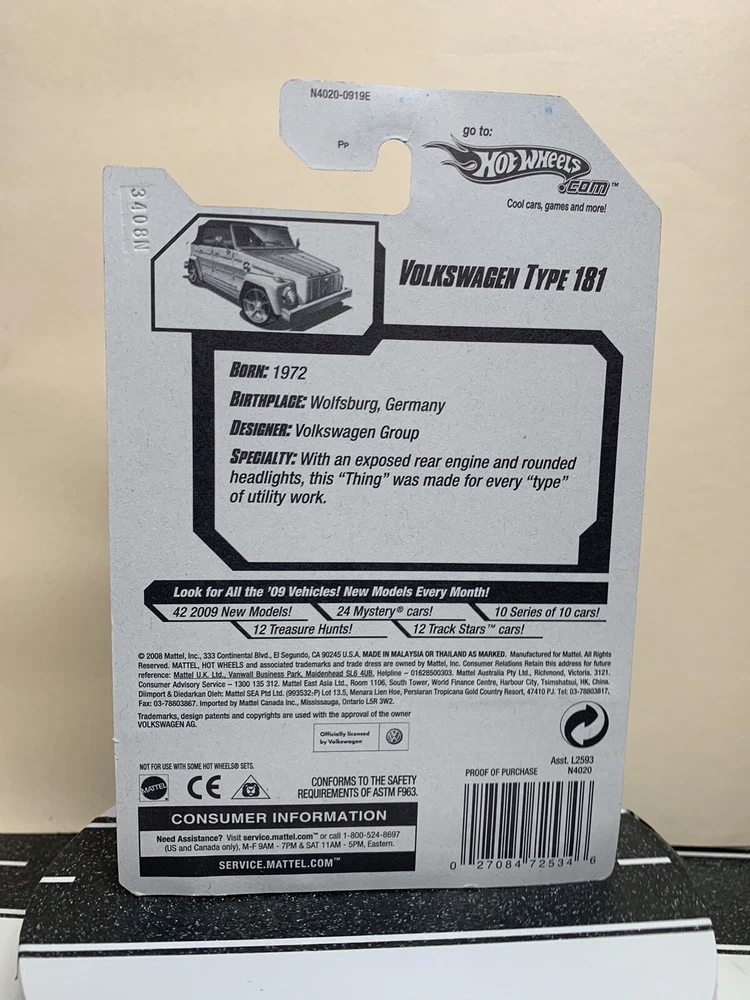 N4020-0919E
Pp
go to:
HOT WHEELS
.COM™
Cool cars, games and more!
3408N
VOLKSWAGEN TYPE 181
BORN: 1972
BIRTHPLACE: Wolfsburg, Germany
DESIGNER: Volkswagen Group
SPECIALTY: With an exposed rear engine and rounded
headlights, this “Thing” was made for every “type”
of utility work.
Look for All the '09 Vehicles! New Models Every Month!
42 2009 New Models! 24 Mystery® cars! 10 Series of 10 cars!
12 Treasure Hunts! 12 Track Stars™ cars!
© 2008 Mattel, Inc., 333 Continental Blvd., El Segundo, CA 90245 U.S.A. MADE IN MALAYSIA OR THAILAND AS MARKED. Manufactured for Mattel. All Rights
Reserved. MATTEL, HOT WHEELS and associated trademarks and trade dress are owned by Mattel, Inc. Consumer Relations Retain this address for future
reference: Mattel U.K. Ltd., Vanwall Business Park, Maidenhead SL6 4UB, Helpline – 01628500303. Mattel Australia Pty Ltd., Richmond, Victoria. 3121.
Consumer Advisory Service – 1300 135 312. Mattel East Asia Ltd., Room 1106, South Tower, World Finance Centre, Harbour City, Tsimshatsui, HK, China.
Diimport & Diedarkan Oleh: Mattel SEA Ptd Ltd. (993532-P) Lot 13.5, Menara Lien Hoe, Persiaran Tropicana Gold Country Resort, 47410 PJ. Tel: 03-78803817,
Fax: 03-78803867. Imported by Mattel Canada Inc., Mississauga, Ontario L5R 3W2.
Trademarks, design patents and copyrights are used with the approval of the owner
VOLKSWAGEN AG.
Officially licensed
by Volkswagen
NOT FOR USE WITH SOME HOT WHEELS® SETS.
MATTEL
CE
CONFORMS TO THE SAFETY
REQUIREMENTS OF ASTM F963.
Asst. L2593
PROOF OF PURCHASE N4020
CONSUMER INFORMATION
Need Assistance? Visit service.mattel.com™ or call 1-800-524-8697
(US and Canada only), M-F 9AM - 7PM & SAT 11AM - 5PM, Eastern.
SERVICE.MATTEL.COM™
0 27084 72534 6